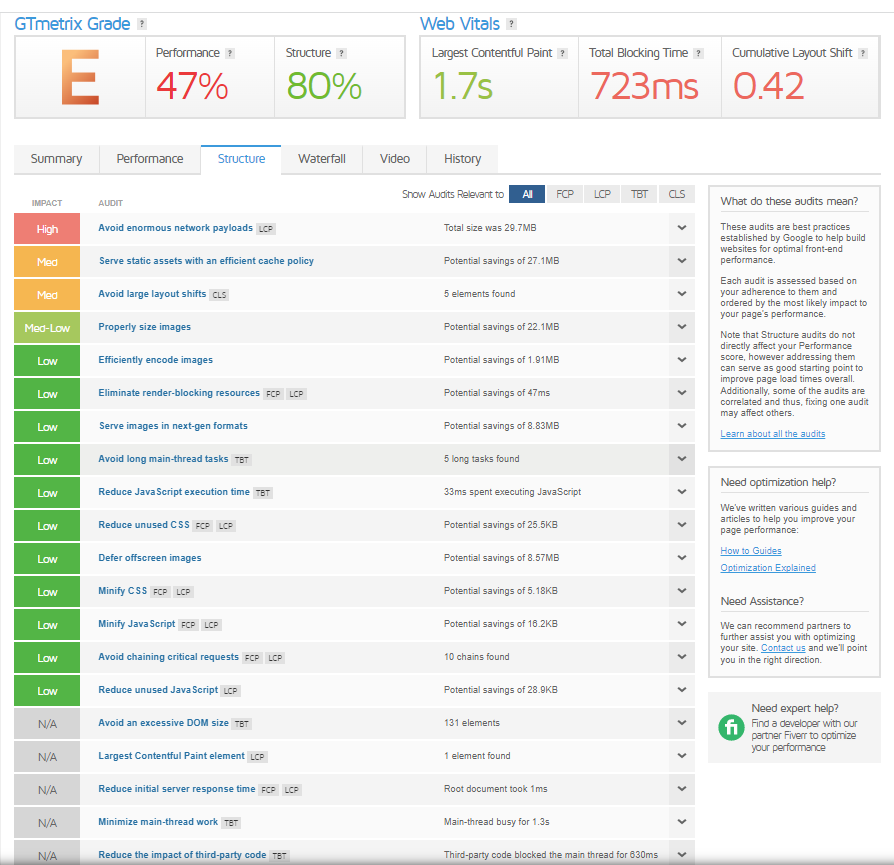 GTmetrix Grade ?
Web Vitals ?
E
Performance ?
47%
Structure ?
80%
Largest Contentful Paint ?
1.7s
Total Blocking Time ?
723ms
Cumulative Layout Shift ?
0.42
Summary Performance Structure Waterfall Video History
Show Audits Relevant to All FCP LCP TBT CLS
IMPACT AUDIT
High Avoid enormous network payloads LCP Total size was 29.7MB
Med Serve static assets with an efficient cache policy Potential savings of 27.1MB
Med Avoid large layout shifts CLS 5 elements found
Med-Low Properly size images Potential savings of 22.1MB
Low Efficiently encode images Potential savings of 1.91MB
Low Eliminate render-blocking resources FCP LCP Potential savings of 47ms
Low Serve images in next-gen formats Potential savings of 8.83MB
Low Avoid long main-thread tasks TBT 5 long tasks found
Low Reduce JavaScript execution time TBT 33ms spent executing JavaScript
Low Reduce unused CSS FCP LCP Potential savings of 25.5KB
Low Defer offscreen images Potential savings of 8.57MB
Low Minify CSS FCP LCP Potential savings of 5.18KB
Low Minify JavaScript FCP LCP Potential savings of 16.2KB
Low Avoid chaining critical requests FCP LCP 10 chains found
Low Reduce unused JavaScript LCP Potential savings of 28.9KB
N/A Avoid an excessive DOM size TBT 131 elements
N/A Largest Contentful Paint element LCP 1 element found
N/A Reduce initial server response time FCP LCP Root document took 1ms
N/A Minimize main-thread work TBT Main-thread busy for 1.3s
N/A Reduce the impact of third-party code TBT Third-party code blocked the main thread for 630ms
What do these audits mean?
These audits are best practices
established by Google to help build
websites for optimal front-end
performance.
Each audit is assessed based on
your adherence to them and
ordered by the most likely impact to
your page's performance.
Note that Structure audits do not
directly affect your Performance
score, however addressing them
can serve as good starting point to
improve page load times overall.
Additionally, some of the audits are
correlated and thus, fixing one audit
may affect others.
Learn about all the audits
Need optimization help?
We've written various guides and
articles to help you improve your
page performance:
How to Guides
Optimization Explained
Need Assistance?
We can recommend partners to
further assist you with optimizing
your site. Contact us and we'll point
you in the right direction.
fi
Need expert help?
Find a developer with our
partner Fiverr to optimize
your performance